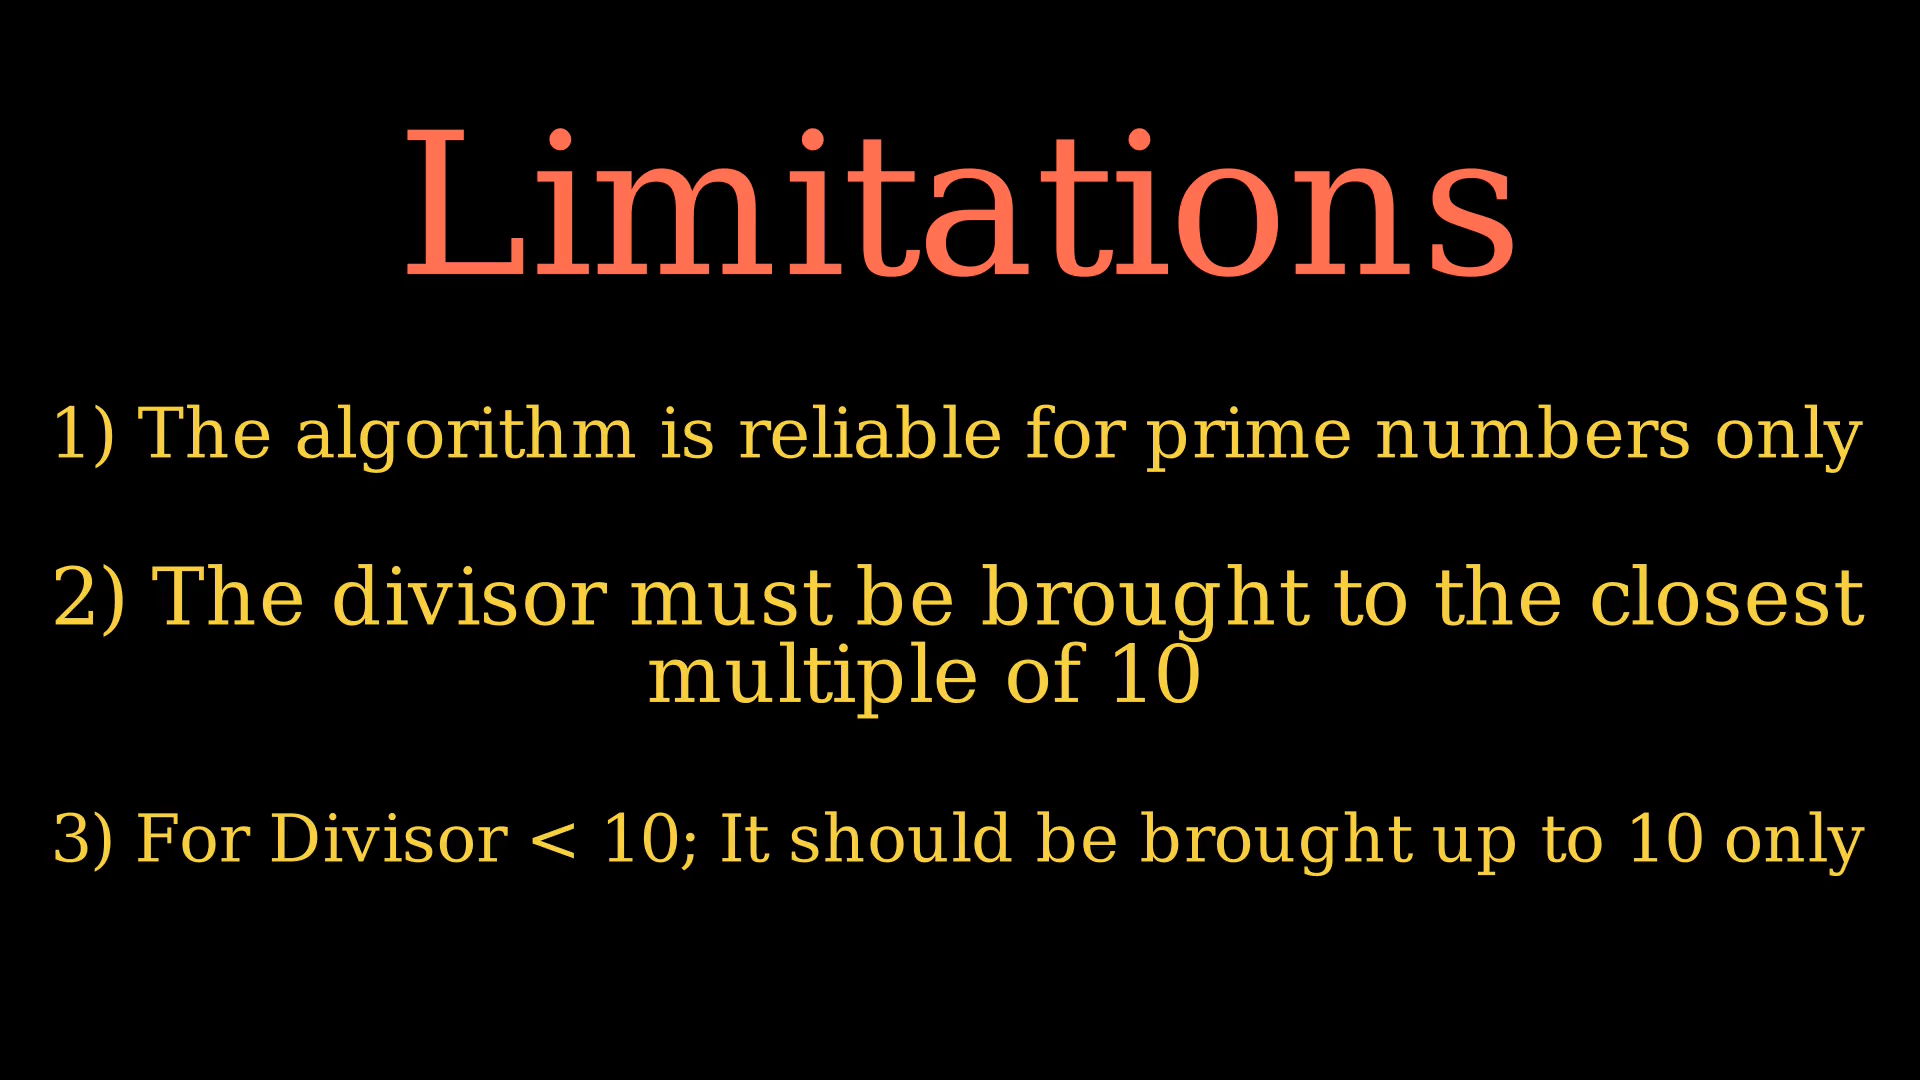 Limitations
1) The algorithm is reliable for prime numbers only
2) The divisor must be brought to the closest
multiple of 10
3) For Divisor < 10; It should be brought up to 10 only